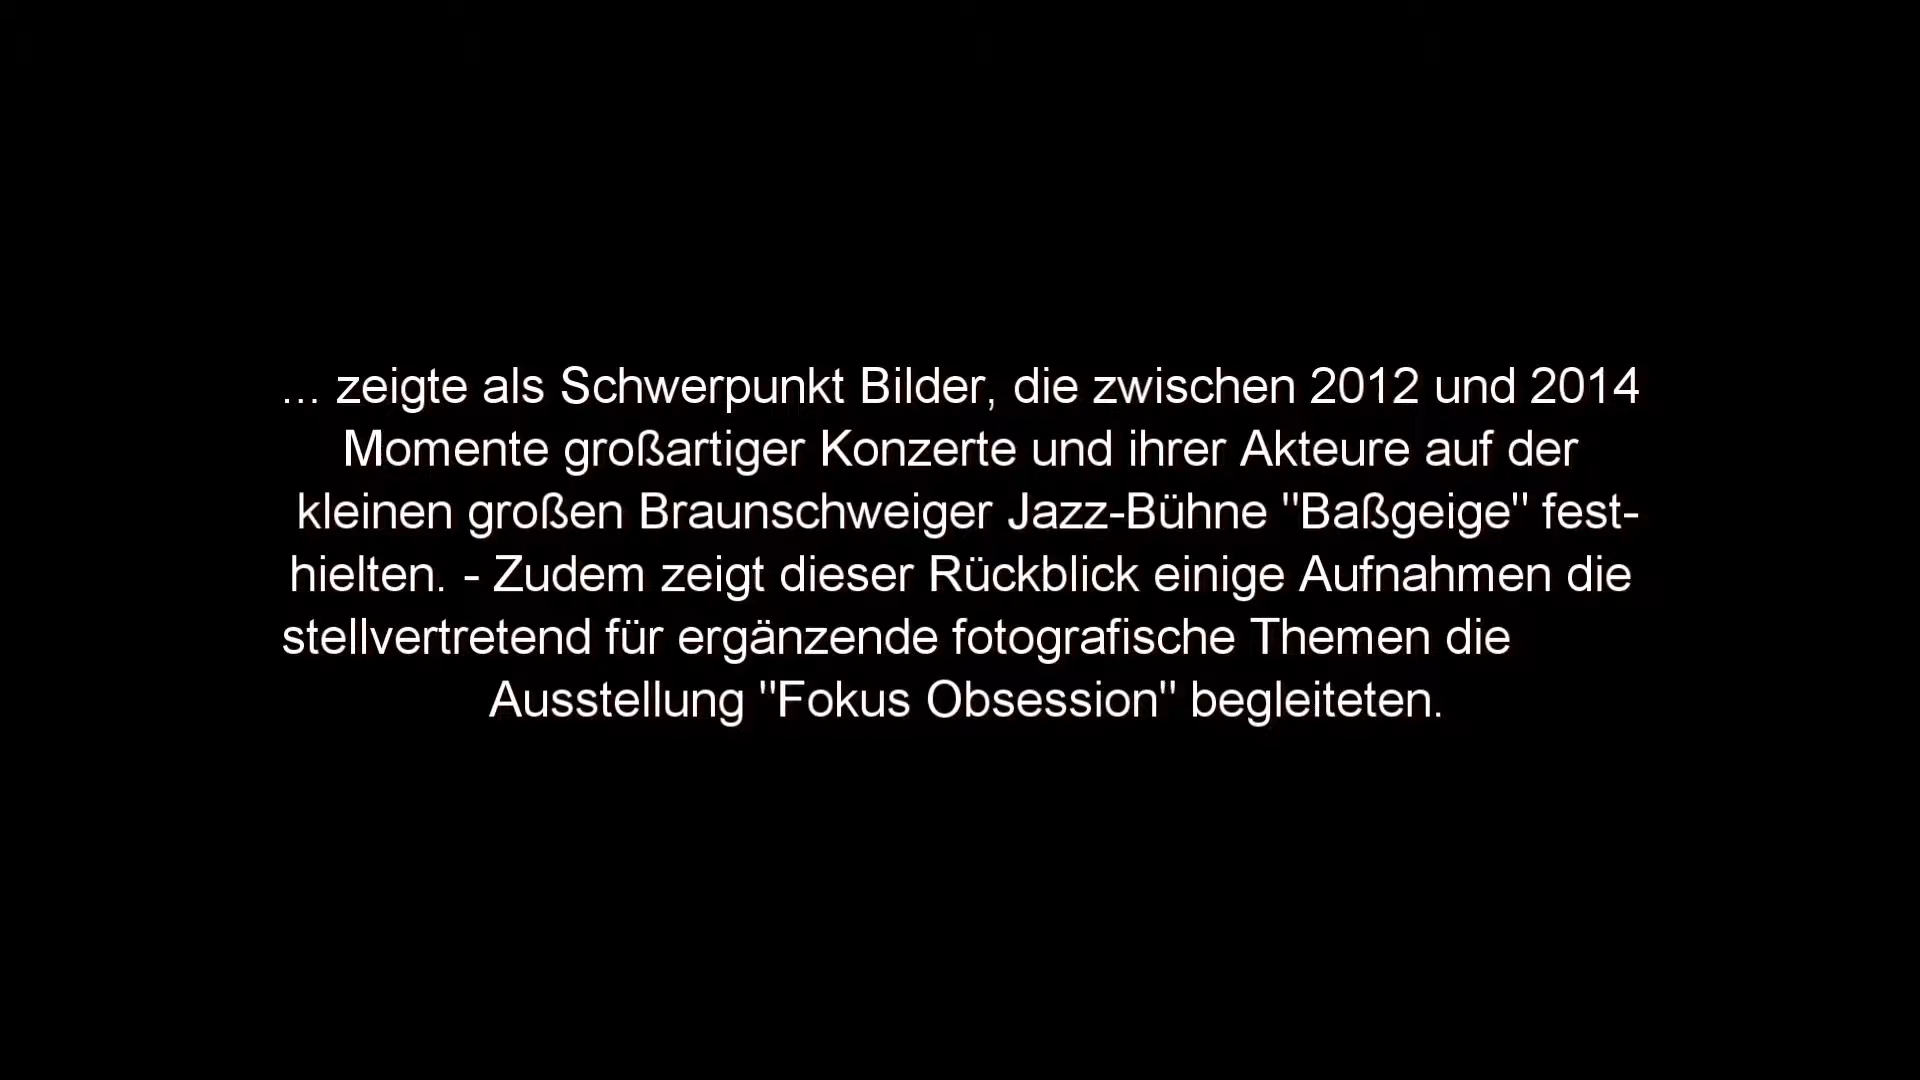 ... zeigte als Schwerpunkt Bilder, die zwischen 2012 und 2014
Momente großartiger Konzerte und ihrer Akteure auf der
kleinen großen Braunschweiger Jazz-Bühne "Baßgeige" fest-
hielten. - Zudem zeigt dieser Rückblick einige Aufnahmen die
stellvertretend für ergänzende fotografische Themen die
Ausstellung "Fokus Obsession" begleiteten.